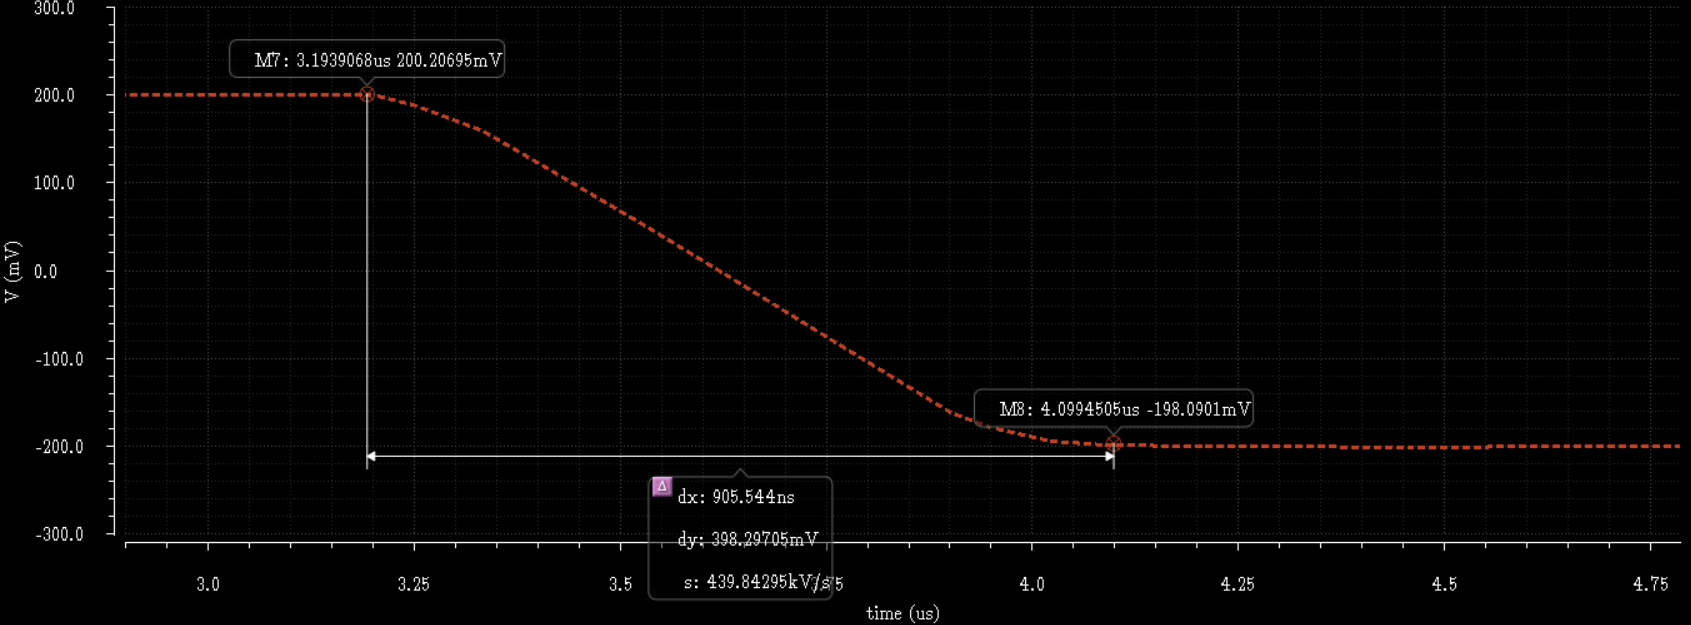 300.0
M7: 3.1939068us 200.20695mV
200.0
100.0
V (mV)
0.0
-100.0
M8: 4.0994505us -198.0901mV
-200.0
Δ
dx: 905.544ns
dy: 398.29705mV
s: 439.84295kV/s
-300.0
3.0 3.25 3.5 3.75 4.0 4.25 4.5 4.75
time (us)